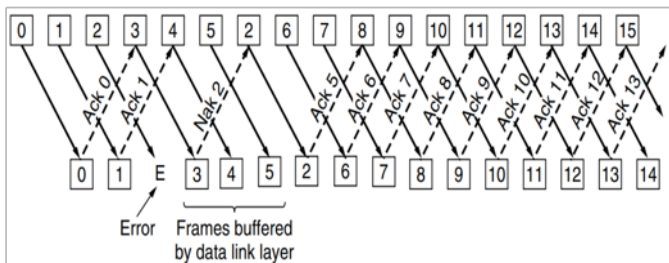 0 1 2 3 4 5 2 6 7 8 9 10 11 12 13 14 15
Ack 0 Ack 1 Nak 2 Ack 5 Ack 6 Ack 7 Ack 8 Ack 9 Ack 10 Ack 11 Ack 12 Ack 13
0 1 E 3 4 5 2 6 7 8 9 10 11 12 13 14
Error Frames buffered
by data link layer